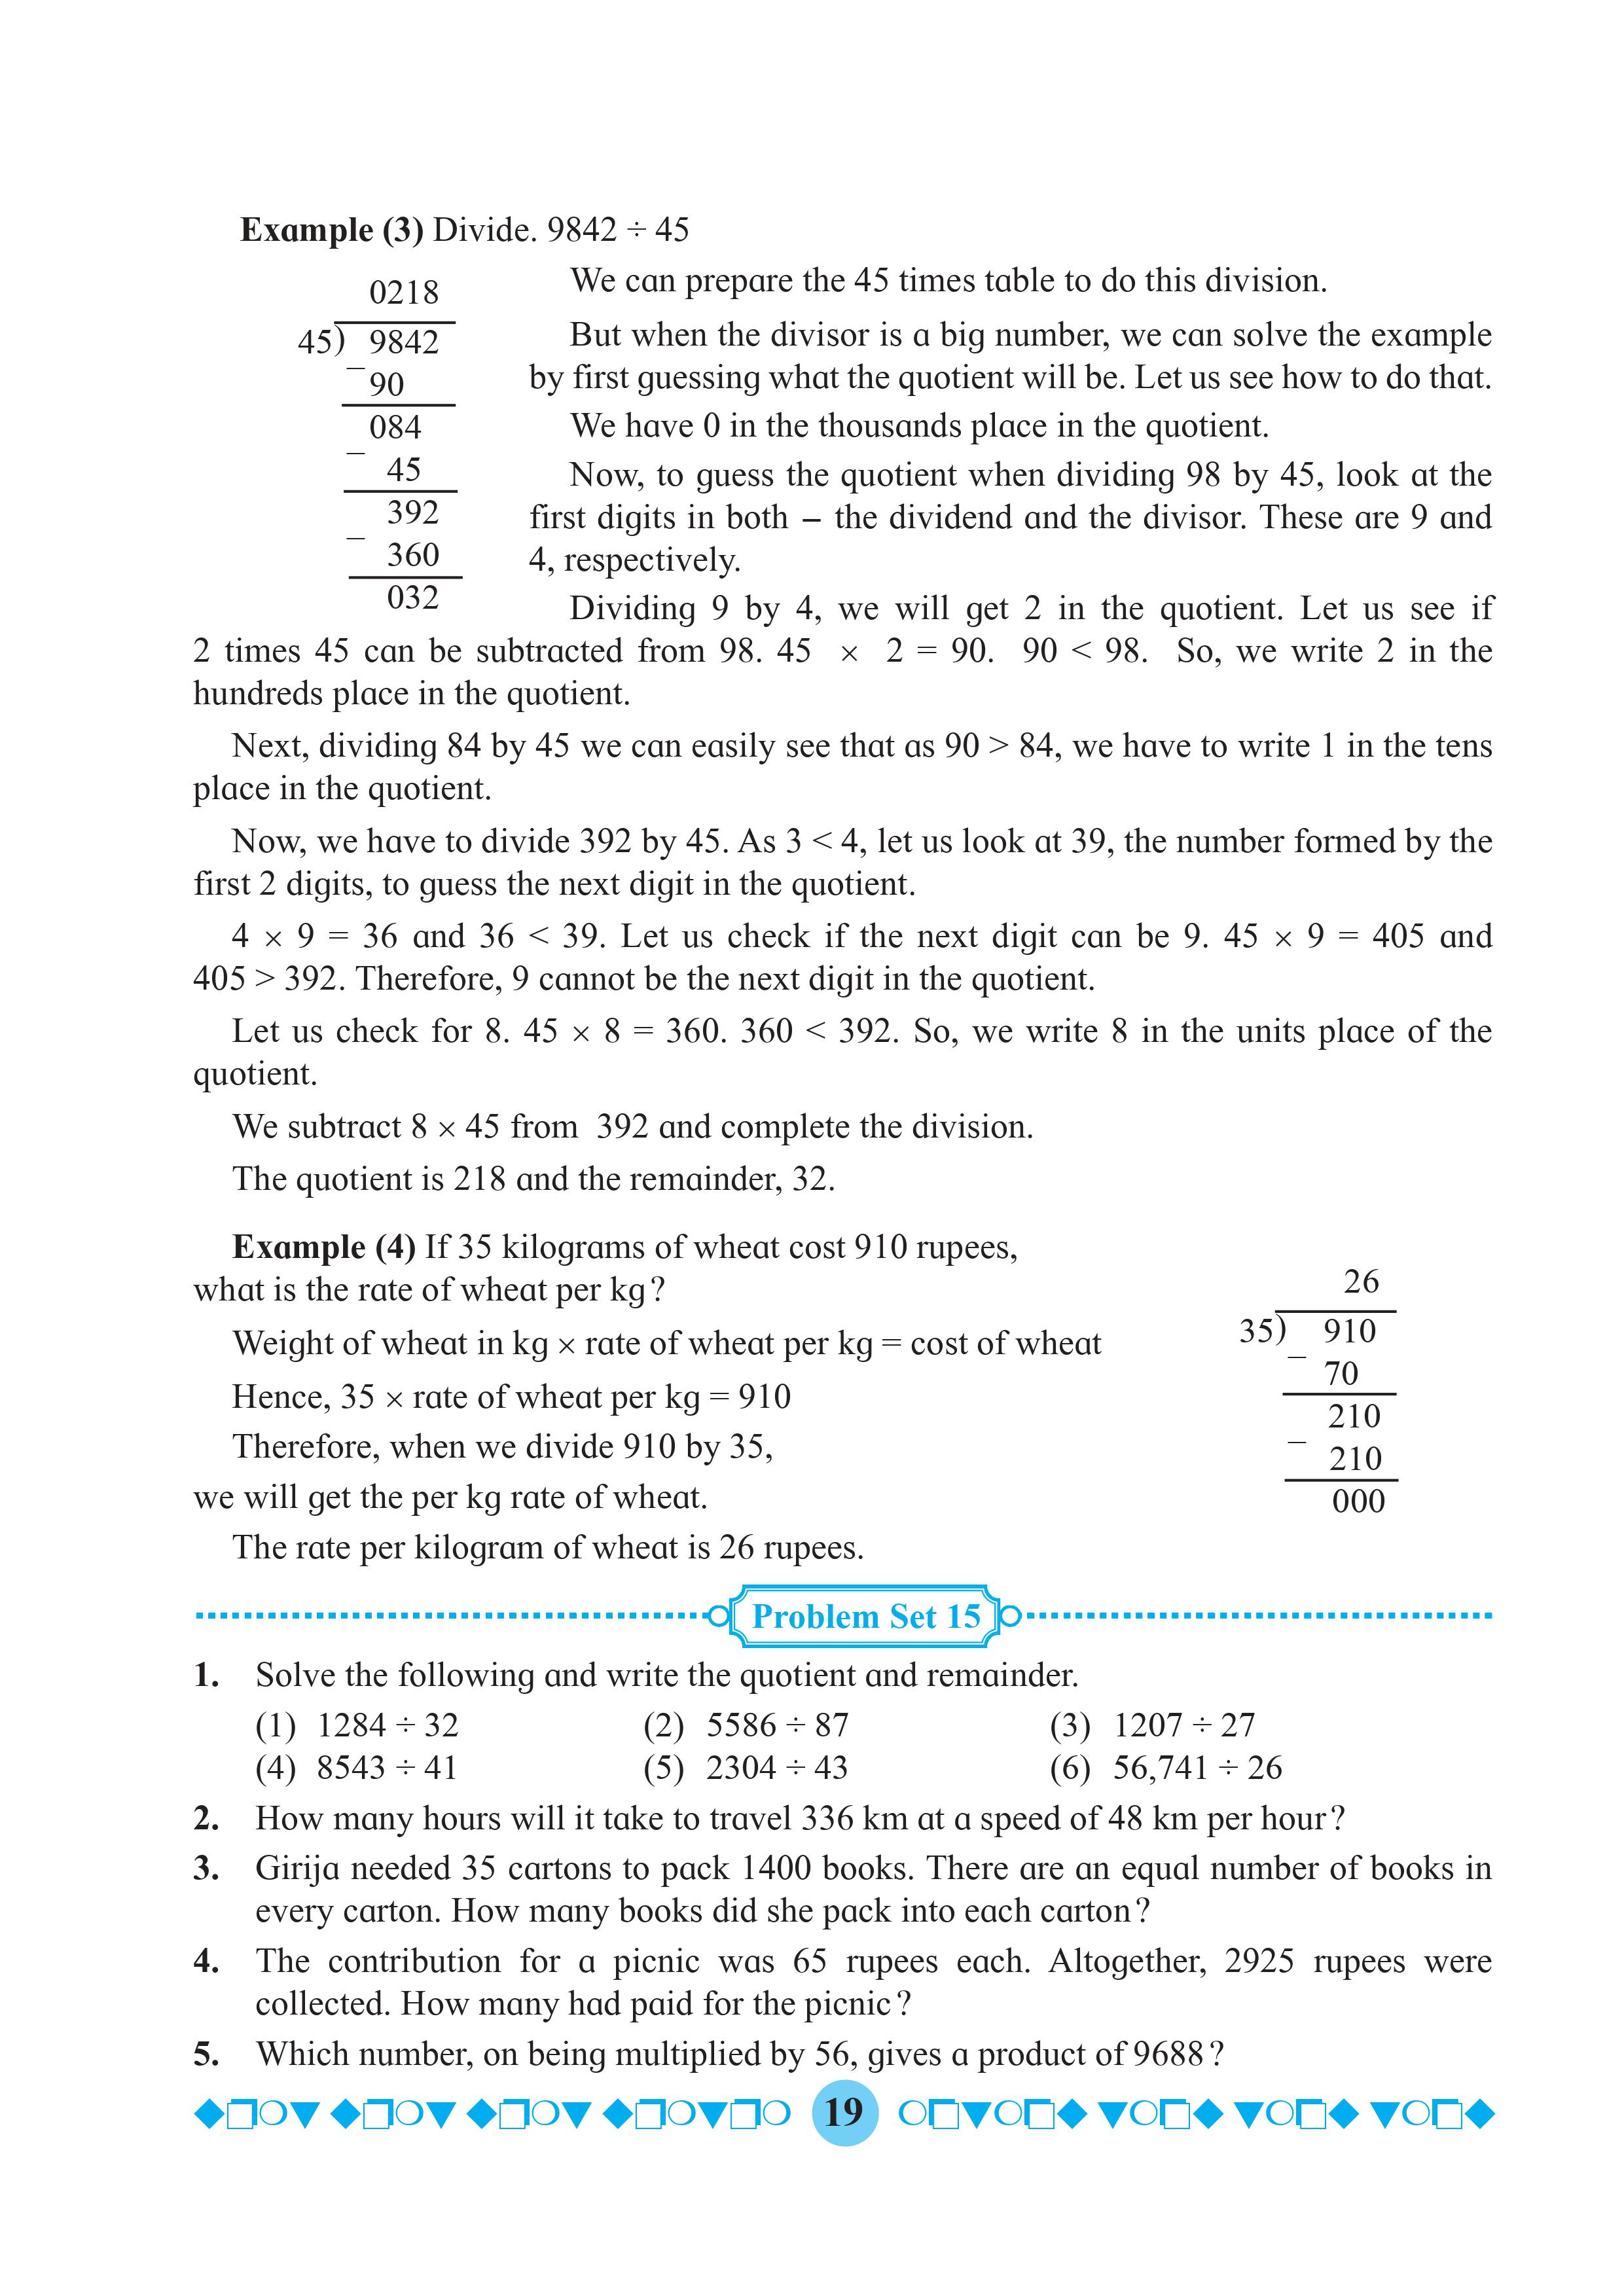 Example (3) Divide. 9842 ÷ 45
0218
45) 9842
– 90
084
– 45
392
– 360
032
We can prepare the 45 times table to do this division.
But when the divisor is a big number, we can solve the example
by first guessing what the quotient will be. Let us see how to do that.
We have 0 in the thousands place in the quotient.
Now, to guess the quotient when dividing 98 by 45, look at the
first digits in both – the dividend and the divisor. These are 9 and
4, respectively.
Dividing 9 by 4, we will get 2 in the quotient. Let us see if
2 times 45 can be subtracted from 98. 45 × 2 = 90. 90 < 98. So, we write 2 in the
hundreds place in the quotient.
Next, dividing 84 by 45 we can easily see that as 90 > 84, we have to write 1 in the tens
place in the quotient.
Now, we have to divide 392 by 45. As 3 < 4, let us look at 39, the number formed by the
first 2 digits, to guess the next digit in the quotient.
4 × 9 = 36 and 36 < 39. Let us check if the next digit can be 9. 45 × 9 = 405 and
405 > 392. Therefore, 9 cannot be the next digit in the quotient.
Let us check for 8. 45 × 8 = 360. 360 < 392. So, we write 8 in the units place of the
quotient.
We subtract 8 × 45 from 392 and complete the division.
The quotient is 218 and the remainder, 32.
Example (4) If 35 kilograms of wheat cost 910 rupees,
what is the rate of wheat per kg?
Weight of wheat in kg × rate of wheat per kg = cost of wheat
Hence, 35 × rate of wheat per kg = 910
Therefore, when we divide 910 by 35,
we will get the per kg rate of wheat.
The rate per kilogram of wheat is 26 rupees.
26
35) 910
– 70
210
– 210
000
Problem Set 15
1. Solve the following and write the quotient and remainder.
(1) 1284 ÷ 32 (2) 5586 ÷ 87 (3) 1207 ÷ 27
(4) 8543 ÷ 41 (5) 2304 ÷ 43 (6) 56,741 ÷ 26
2. How many hours will it take to travel 336 km at a speed of 48 km per hour?
3. Girija needed 35 cartons to pack 1400 books. There are an equal number of books in
every carton. How many books did she pack into each carton?
4. The contribution for a picnic was 65 rupees each. Altogether, 2925 rupees were
collected. How many had paid for the picnic?
5. Which number, on being multiplied by 56, gives a product of 9688?
19